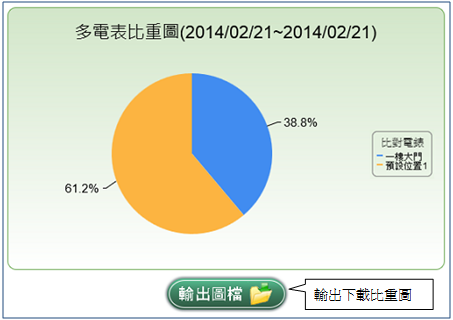 多電表比重圖(2014/02/21~2014/02/21)
38.8%
61.2%
比對電錶
一樓大門
預設位置1
輸出圖檔
輸出下載比重圖